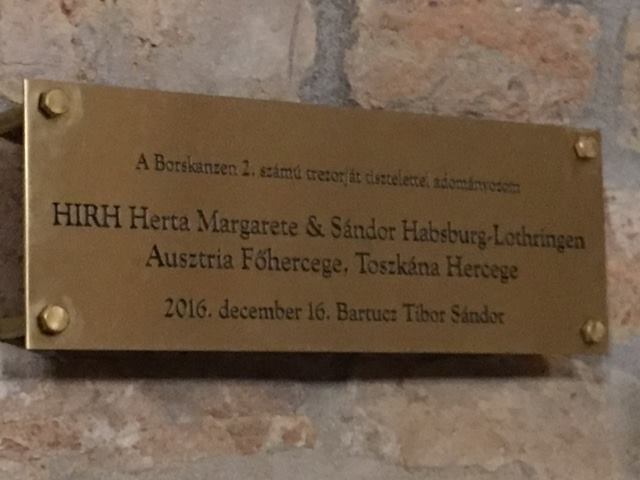 A Borskanzen 2. számú trezorját tisztelettel adományozom
HIRH Herta Margarete & Sándor Habsburg-Lothringen
Ausztria Főhercege, Toszkána Hercege
2016. december 16. Bartucz Tibor Sándor